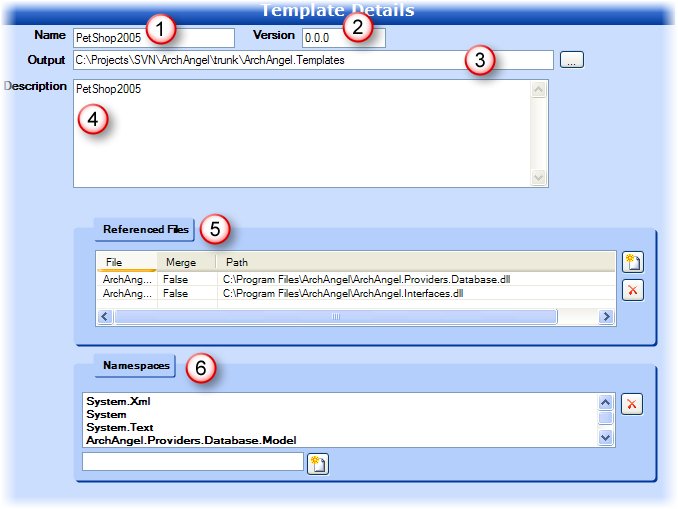 Template Details
Name PetShop2005 1 Version 0.0.0 2
Output C:\Projects\SVN\ArchAngel\trunk\ArchAngel.Templates 3 ...
Description PetShop2005
4
Referenced Files 5
File Merge Path
ArchAng... False C:\Program Files\ArchAngel\ArchAngel.Providers.Database.dll
ArchAng... False C:\Program Files\ArchAngel\ArchAngel.Interfaces.dll
Namespaces 6
System.Xml
System
System.Text
ArchAngel.Providers.Database.Model